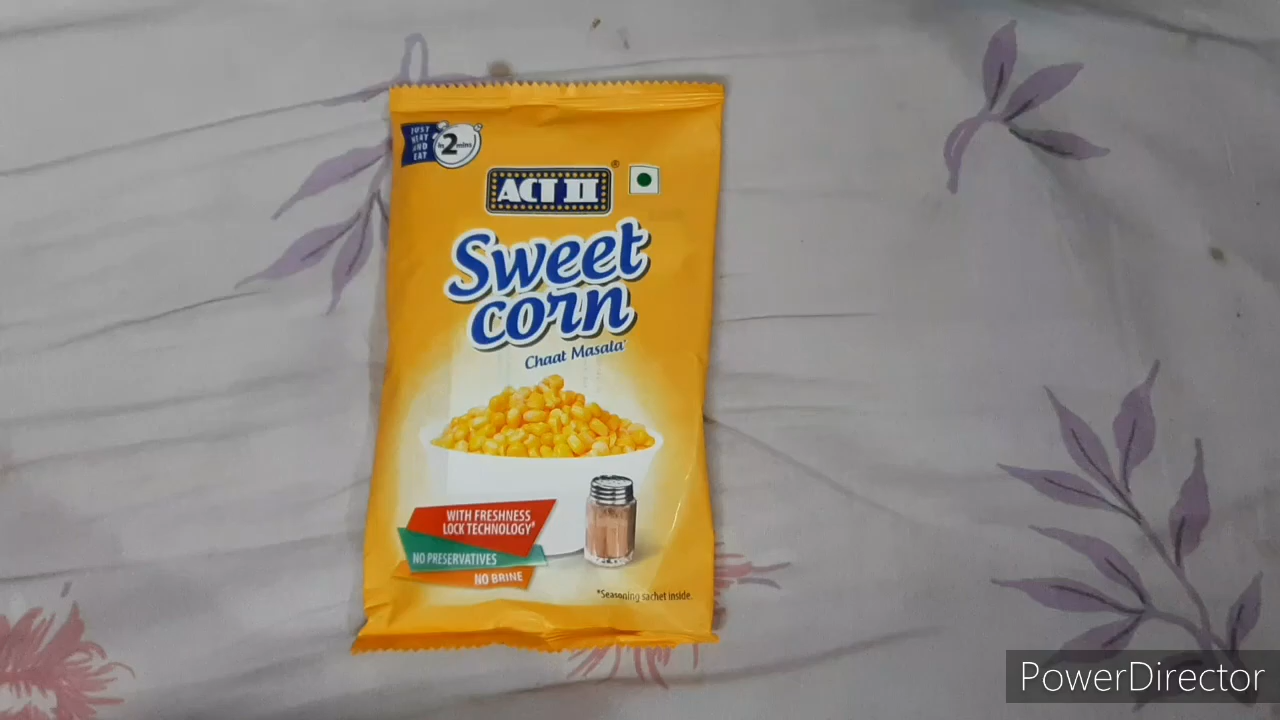 JUST
HEAT
AND
EAT
in 2 mins
ACT II®
Sweet
corn
Chaat Masala*
WITH FRESHNESS
LOCK TECHNOLOGY#
NO PRESERVATIVES
NO BRINE
*Seasoning sachet inside.
PowerDirector